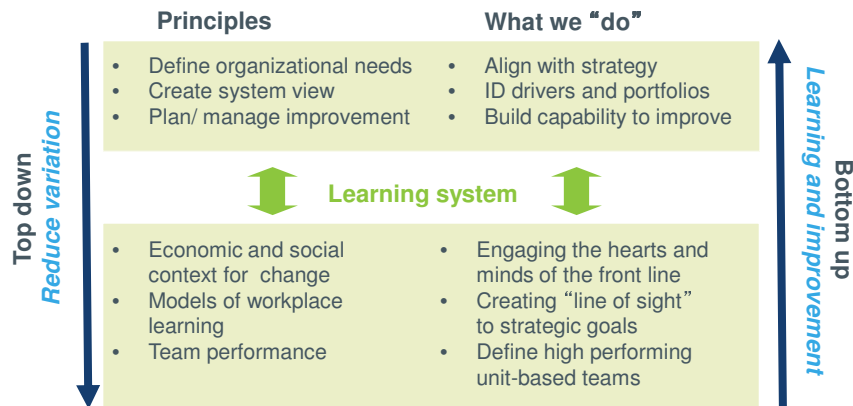 Principles
What we “do”
• Define organizational needs
• Create system view
• Plan/ manage improvement
• Align with strategy
• ID drivers and portfolios
• Build capability to improve
Top down
Reduce variation
Learning system
Learning and improvement
Bottom up
• Economic and social
context for change
• Models of workplace
learning
• Team performance
• Engaging the hearts and
minds of the front line
• Creating “line of sight”
to strategic goals
• Define high performing
unit-based teams